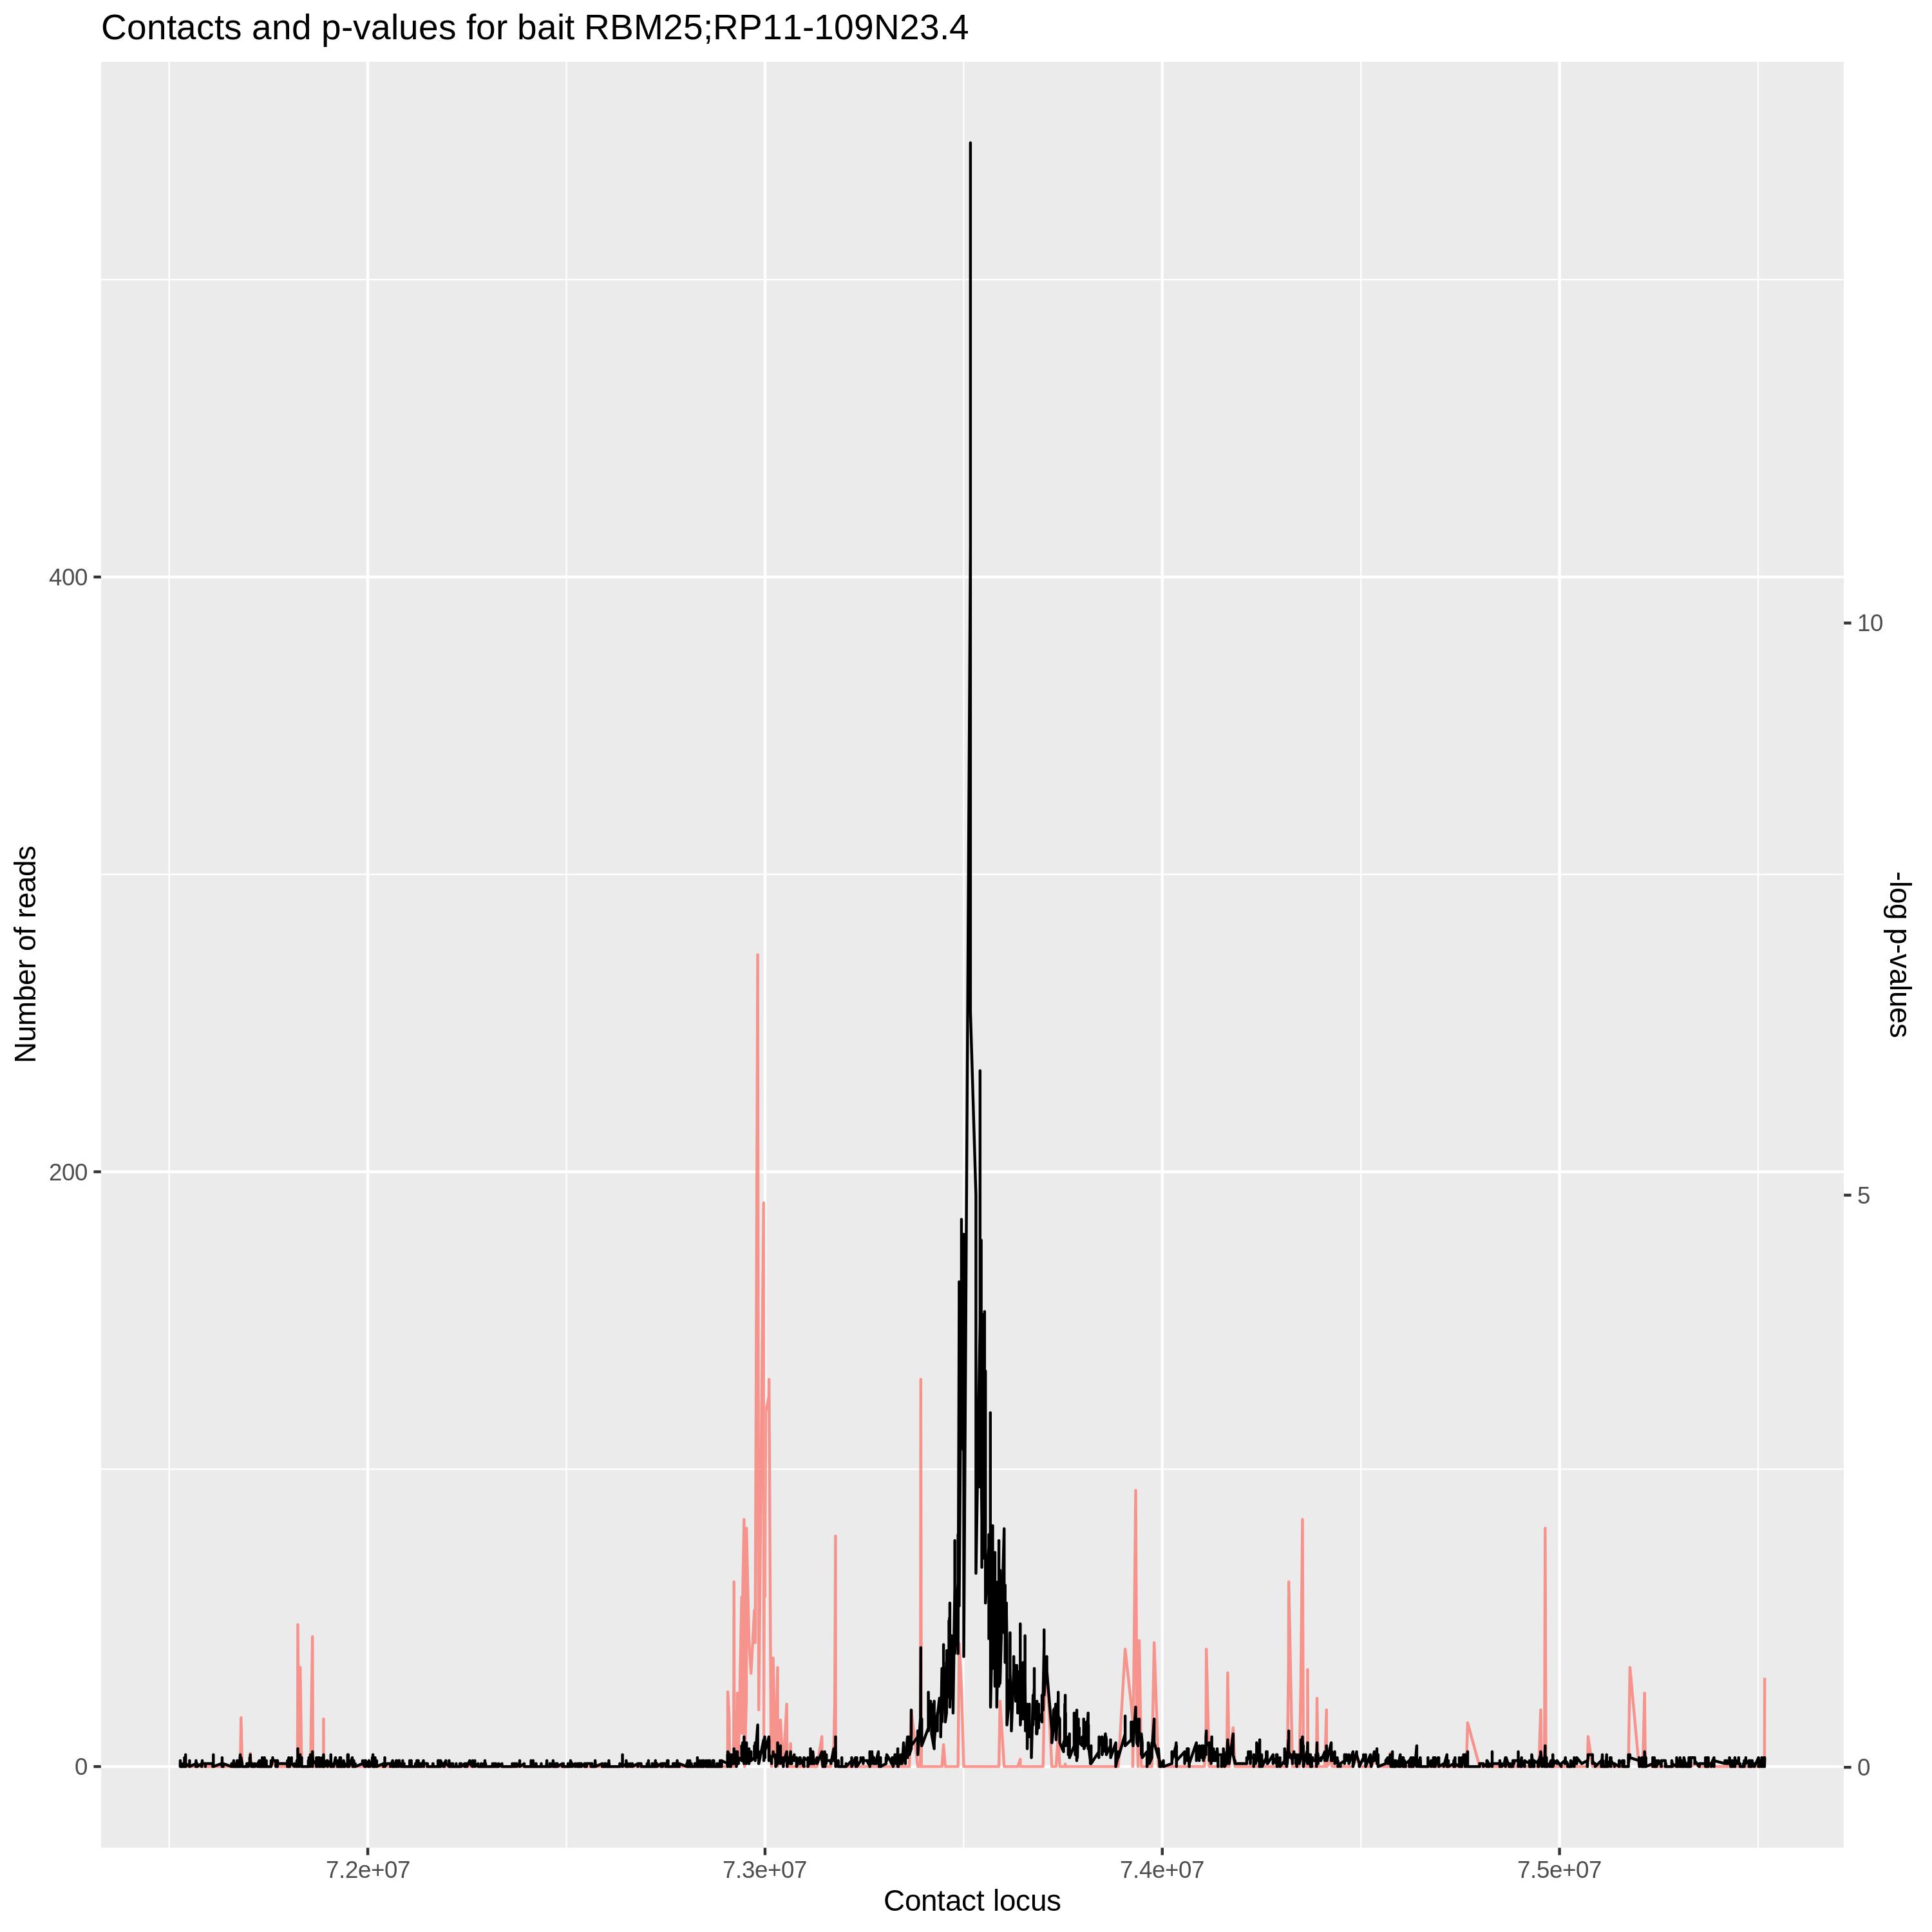 Contacts and p-values for bait RBM25;RP11-109N23.4
Number of reads
400
200
0
-log p-values
10
5
0
7.2e+07
7.3e+07
7.4e+07
7.5e+07
Contact locus